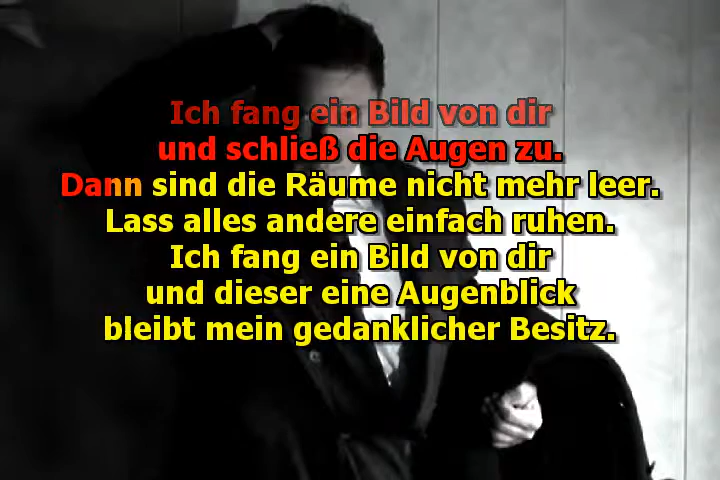 Ich fang ein Bild von dir
und schließ die Augen zu.
Dann sind die Räume nicht mehr leer.
Lass alles andere einfach ruhen.
Ich fang ein Bild von dir
und dieser eine Augenblick
bleibt mein gedanklicher Besitz.